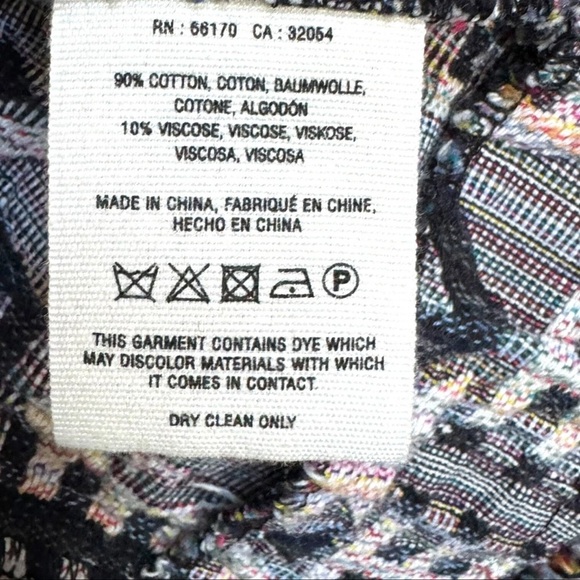 RN : 66170 CA : 32054
90% COTTON, COTON, BAUMWOLLE,
COTONE, ALGODÓN
10% VISCOSE, VISCOSE, VISKOSE,
VISCOSA, VISCOSA
MADE IN CHINA, FABRIQUÉ EN CHINE,
HECHO EN CHINA
P
THIS GARMENT CONTAINS DYE WHICH
MAY DISCOLOR MATERIALS WITH WHICH
IT COMES IN CONTACT.
DRY CLEAN ONLY